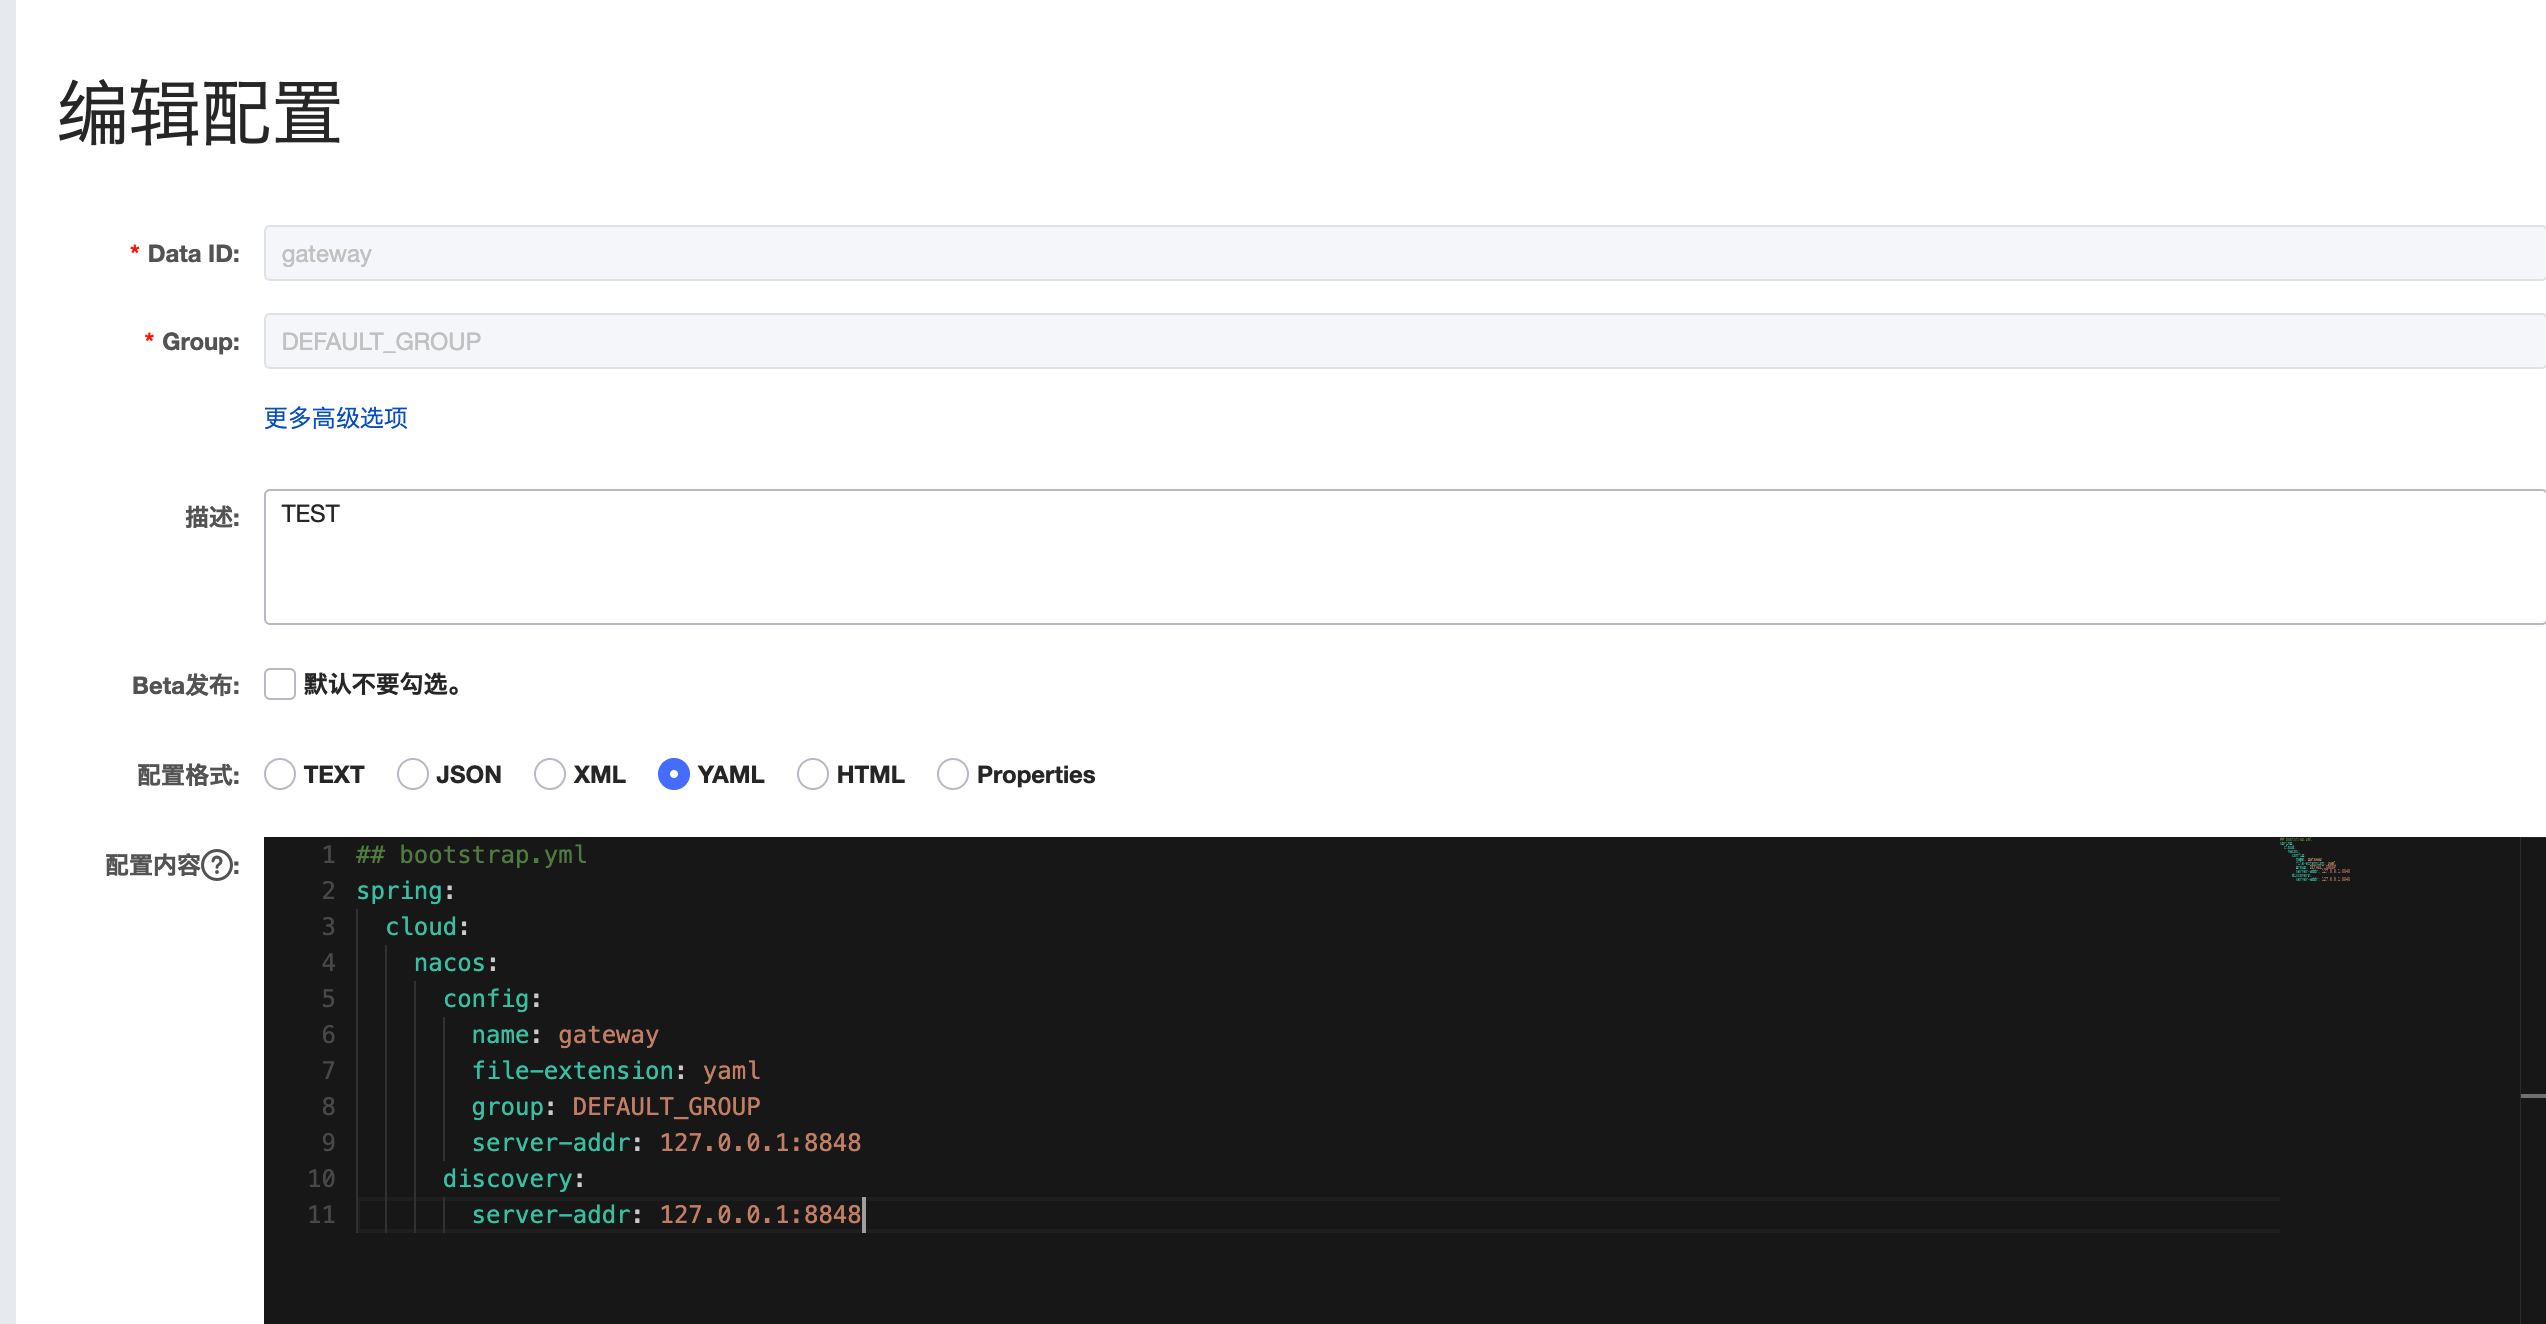 编辑配置
* Data ID: gateway
* Group: DEFAULT_GROUP
更多高级选项
描述: TEST
Beta发布: 默认不要勾选。
配置格式: TEXT JSON XML YAML HTML Properties
配置内容?:
1 ## bootstrap.yml
2 spring:
3   cloud:
4     nacos:
5       config:
6         name: gateway
7         file-extension: yaml
8         group: DEFAULT_GROUP
9         server-addr: 127.0.0.1:8848
10       discovery:
11         server-addr: 127.0.0.1:8848